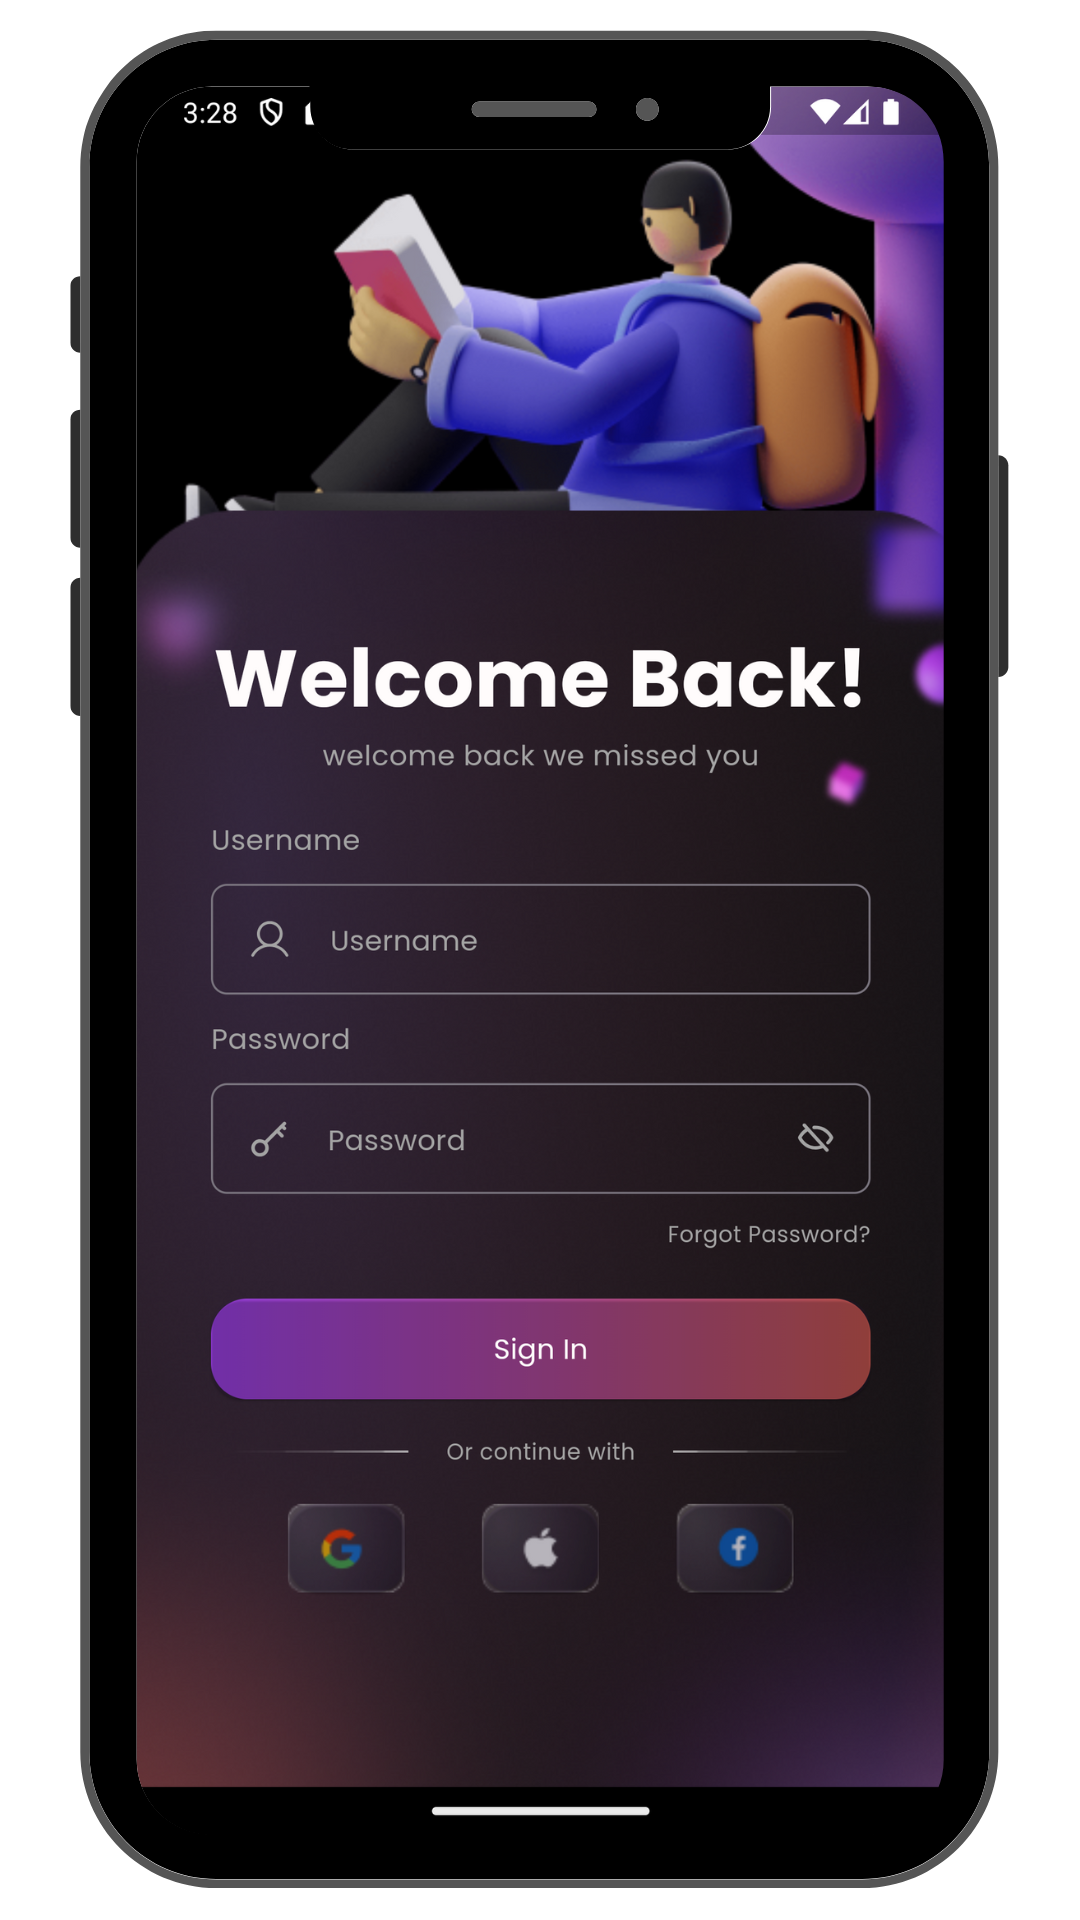 3:28
Welcome Back!
welcome back we missed you
Username
Username
Password
Password
Forgot Password?
Sign In
Or continue with